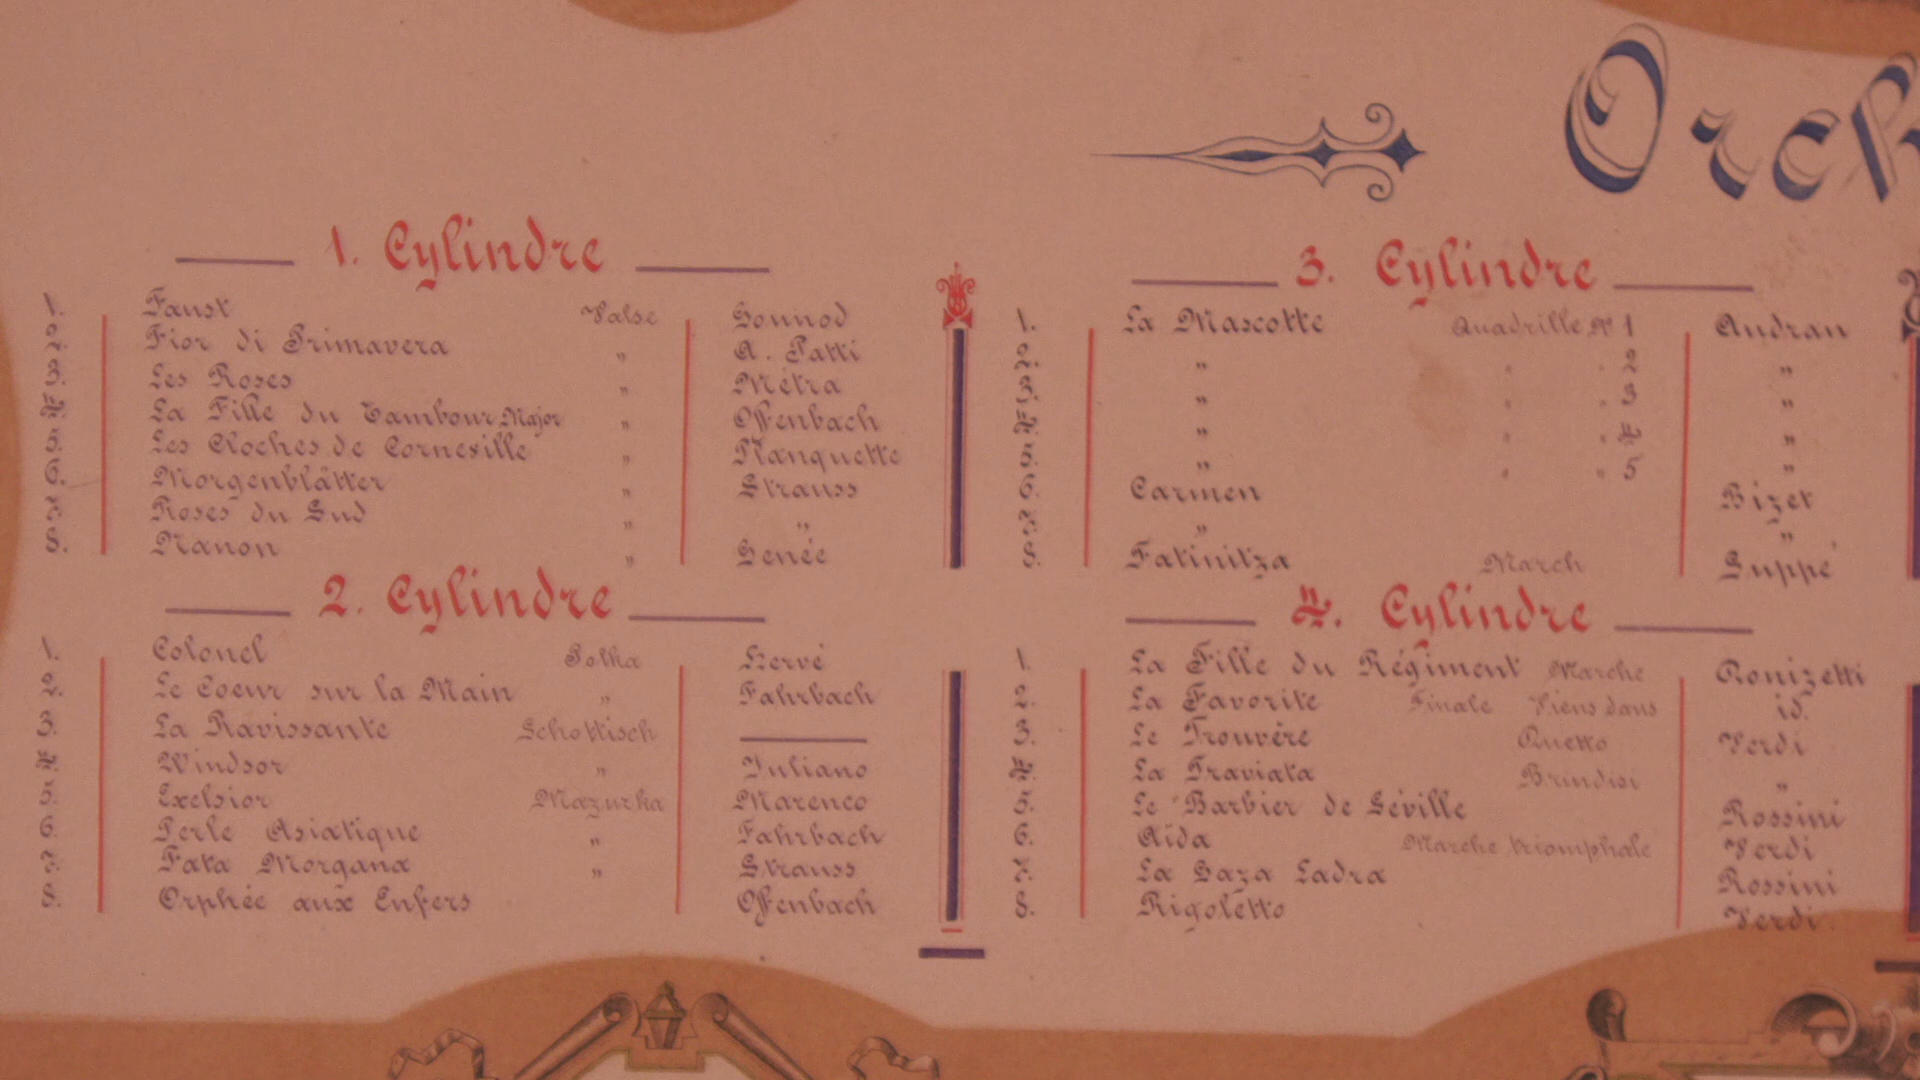 Orch
1. Cylindre
1. Faust Valse Gounod
2. Fior di Primavera " A. Patti
3. Les Roses " Métra
4. La Fille du Tambour Major " Offenbach
5. Les Cloches de Corneville " Planquette
6. Morgenblätter " Strauss
7. Roses du Sud " "
8. Nanon " Genée
2. Cylindre
1. Colonel Polka Hervé
2. Le Coeur sur la Main " Fahrbach
3. La Ravissante Schottisch
4. Windsor " Juliano
5. Excelsior Mazurka Marenco
6. Perle Asiatique " Fahrbach
7. Fata Morgana " Strauss
8. Orphée aux Enfers Offenbach
3. Cylindre
1. La Mascotte Quadrille No 1 Audran
2. " " " 2 "
3. " " " 3 "
4. " " " 4 "
5. " " " 5 "
6. Carmen Bizet
7. " "
8. Fatinitza March Suppé
4. Cylindre
1. La Fille du Régiment Marche Donizetti
2. La Favorite Finale Viens dans id.
3. Le Trouvère Duetto Verdi
4. La Traviata Brindisi "
5. Le Barbier de Séville Rossini
6. Aïda Marche triomphale Verdi
7. La Gaza Ladra Rossini
8. Rigoletto Verdi